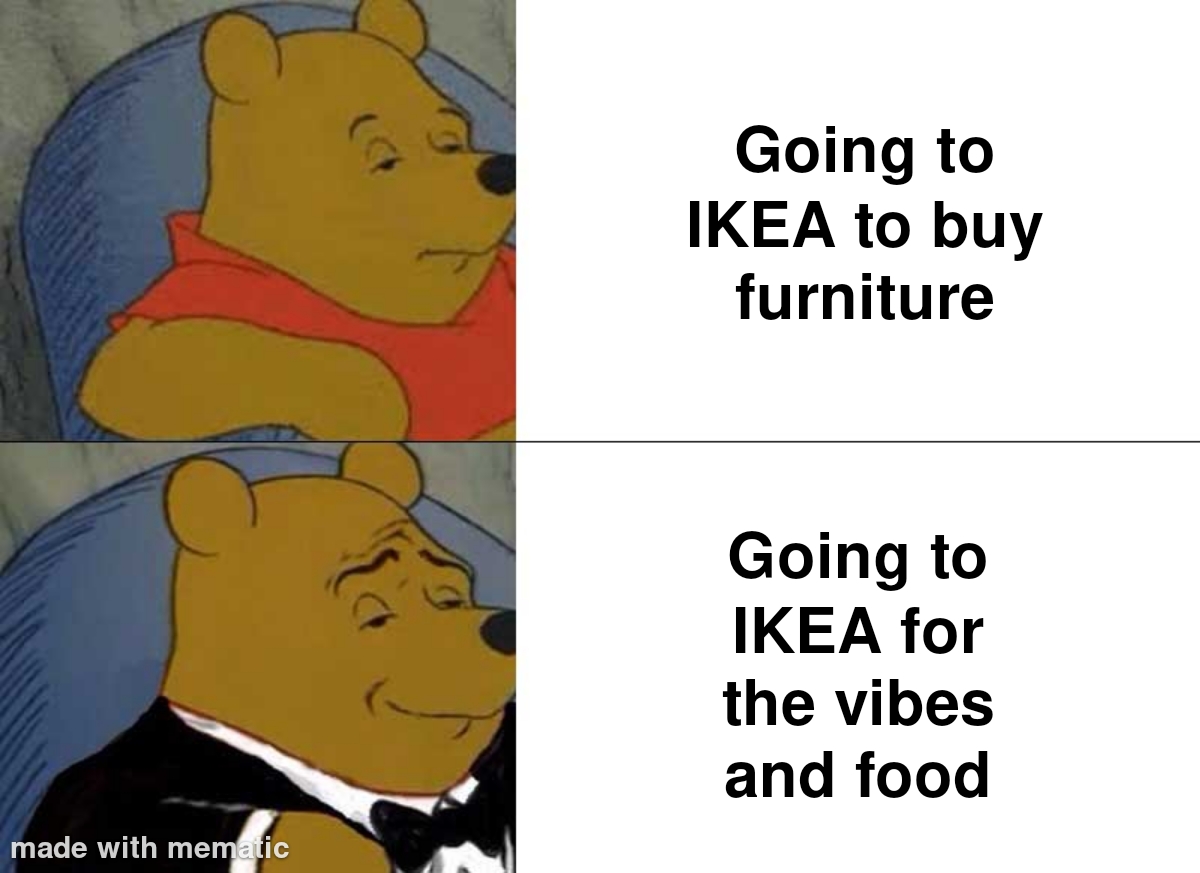 Going to
IKEA to buy
furniture
Going to
IKEA for
the vibes
and food
made with mematic